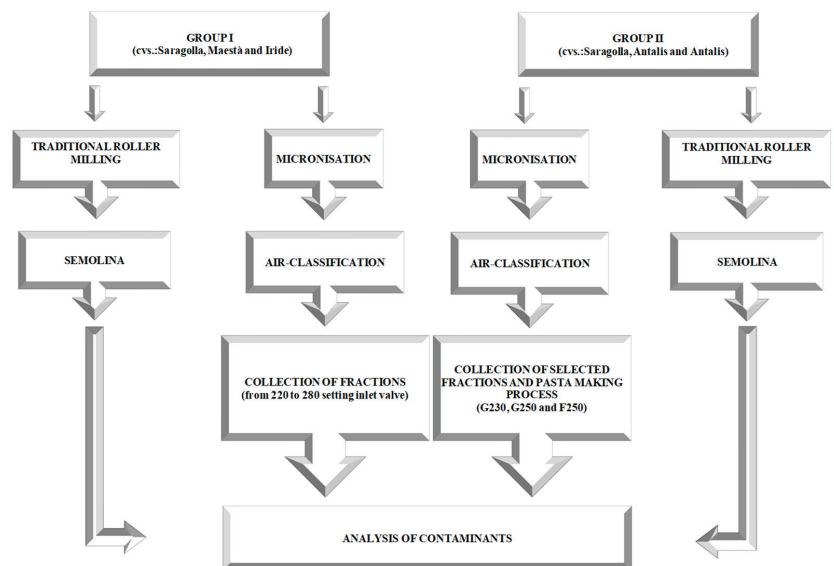 GROUP I
(cvs.:Saragolla, Maestà and Iride)
GROUP II
(cvs.:Saragolla, Antalis and Antalis)
TRADITIONAL ROLLER
MILLING
MICRONISATION
MICRONISATION
TRADITIONAL ROLLER
MILLING
SEMOLINA
AIR-CLASSIFICATION
AIR-CLASSIFICATION
SEMOLINA
COLLECTION OF FRACTIONS
(from 220 to 280 setting inlet valve)
COLLECTION OF SELECTED
FRACTIONS AND PASTA MAKING
PROCESS
(G230, G250 and F250)
ANALYSIS OF CONTAMINANTS